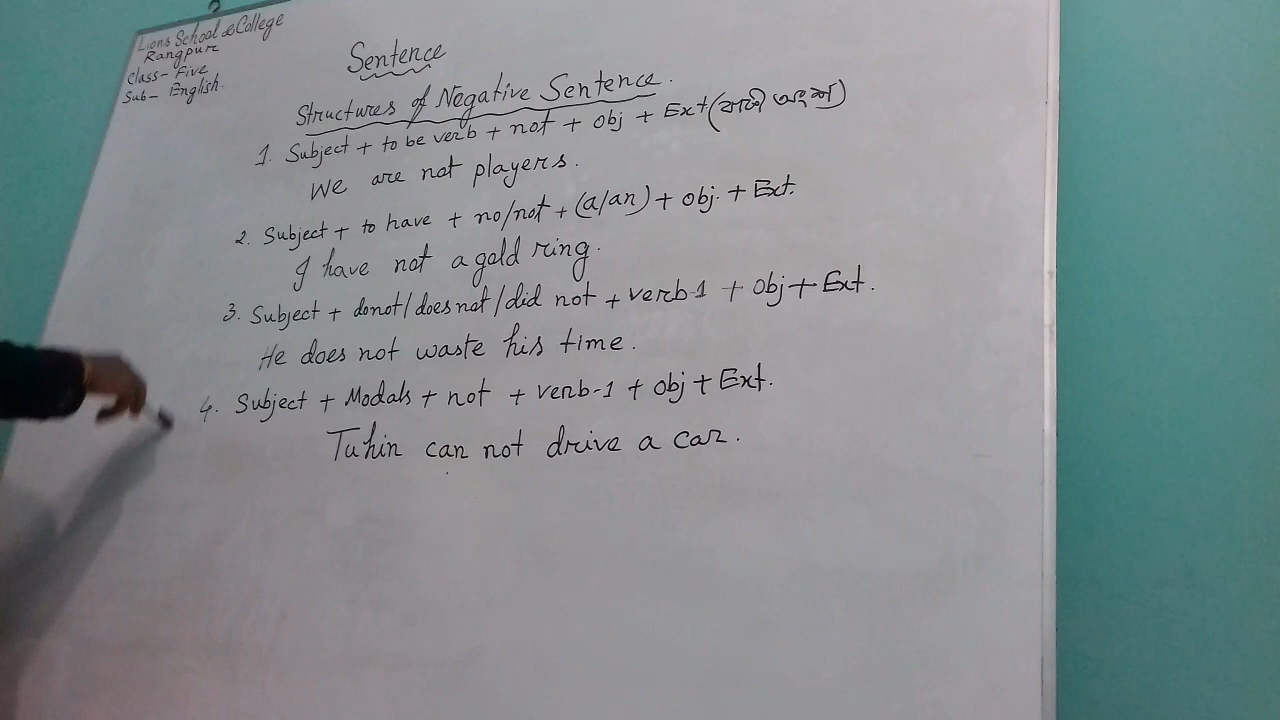 Lions School & College
Rangpur
Class- Five
Sub- English.
Sentence
Structures of Negative Sentence.
1. Subject + to be verb + not + Obj + Ext (বাকী অংশ)
We are not players.
2. Subject + to have + no/not + (a/an) + Obj. + Ext.
I have not a gold ring.
3. Subject + donot/does not/did not + verb-1 + Obj + Ext.
He does not waste his time.
4. Subject + Modals + not + verb-1 + Obj + Ext.
Tuhin can not drive a car.